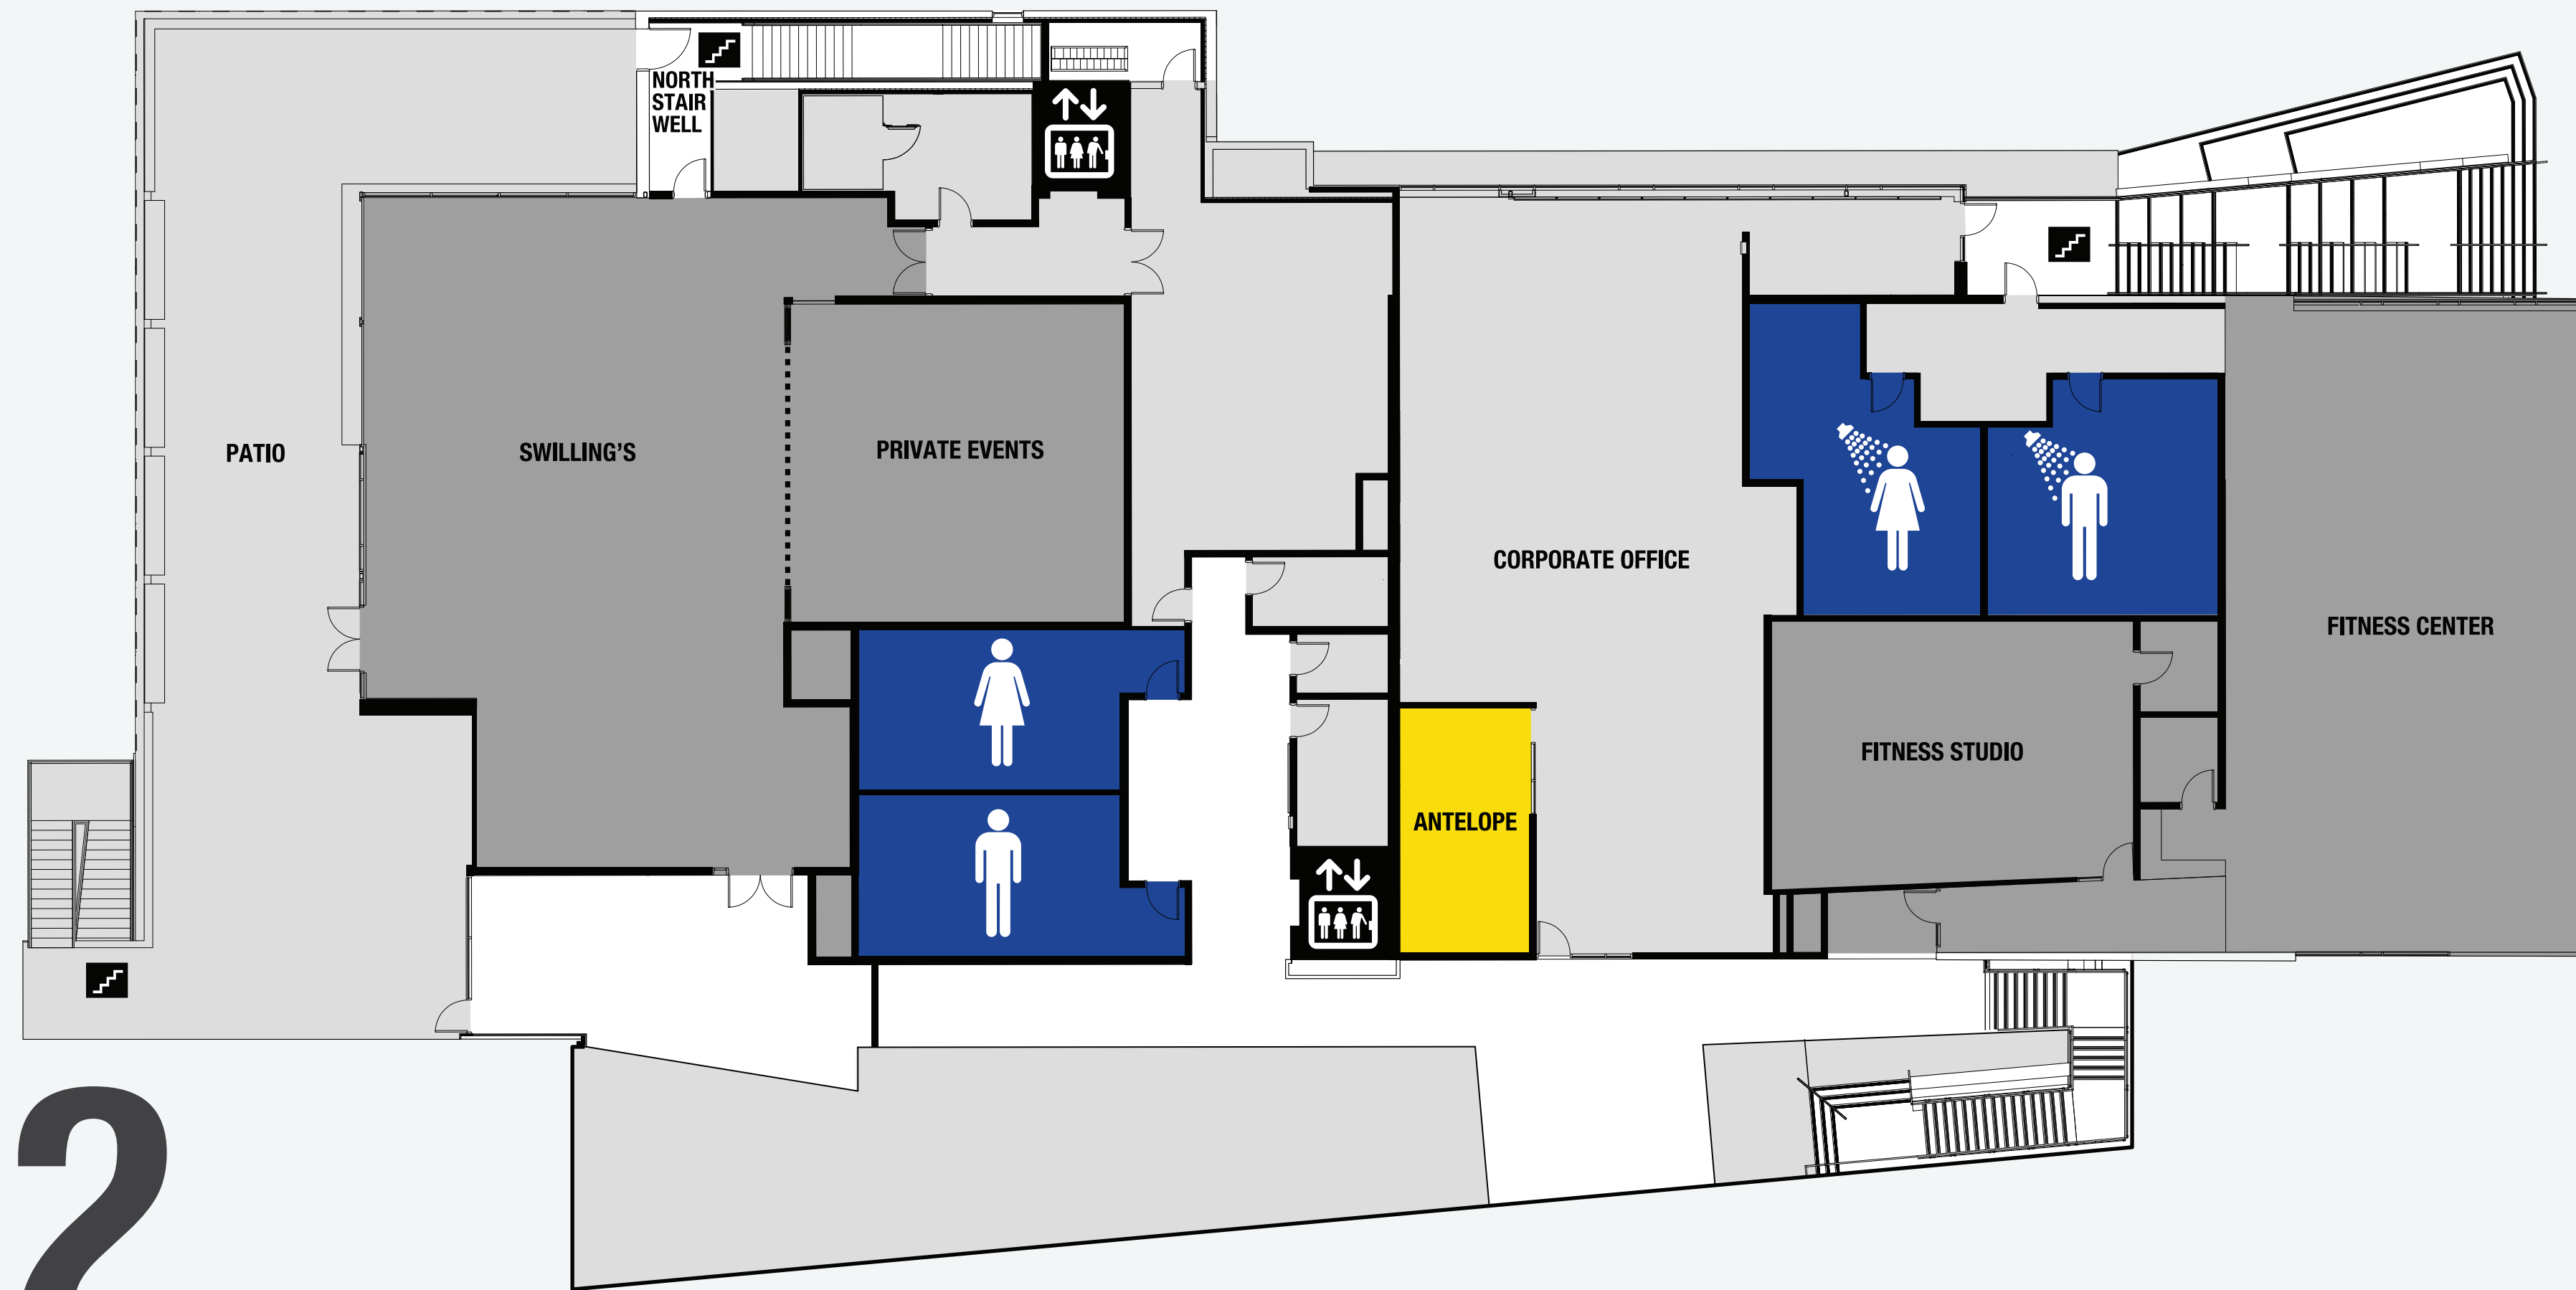 NORTH
STAIR
WELL
PATIO
SWILLING'S
PRIVATE EVENTS
CORPORATE OFFICE
FITNESS CENTER
FITNESS STUDIO
ANTELOPE
2